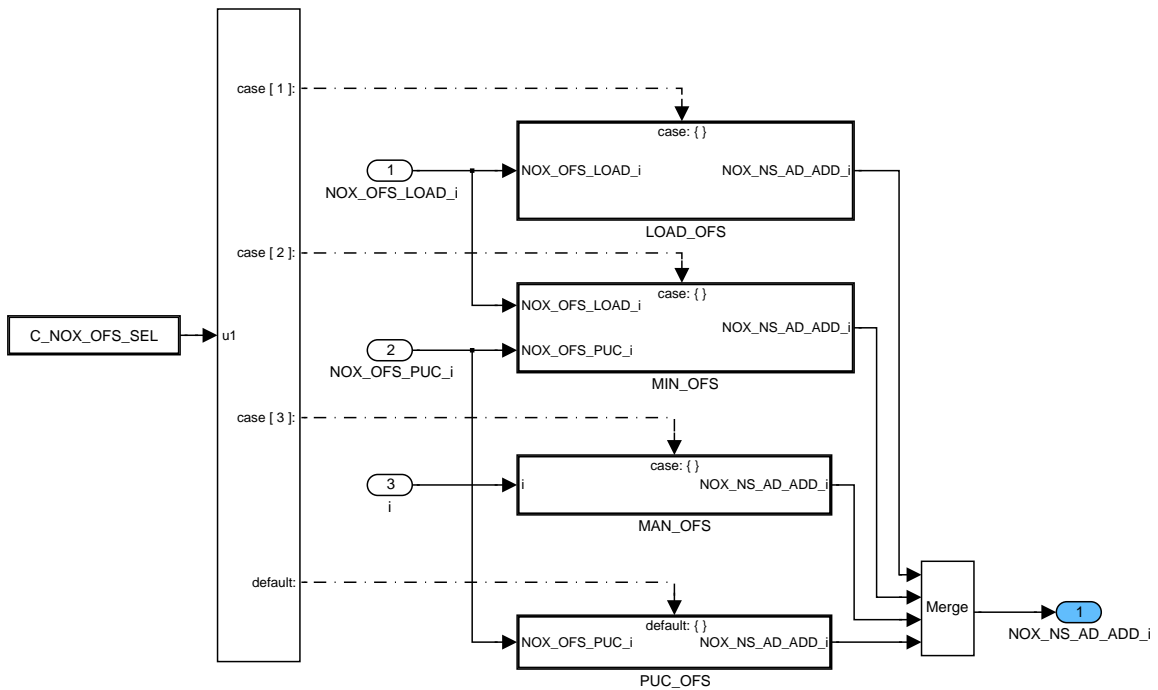 case [ 1 ]:
case: { }
1
NOX_OFS_LOAD_i
NOX_OFS_LOAD_i
NOX_NS_AD_ADD_i
LOAD_OFS
case [ 2 ]:
case: { }
NOX_OFS_LOAD_i
NOX_NS_AD_ADD_i
C_NOX_OFS_SEL
u1
2
NOX_OFS_PUC_i
NOX_OFS_PUC_i
MIN_OFS
case [ 3 ]:
case: { }
3
i
i
NOX_NS_AD_ADD_i
MAN_OFS
default:
default: { }
NOX_OFS_PUC_i
NOX_NS_AD_ADD_i
PUC_OFS
Merge
1
NOX_NS_AD_ADD_i